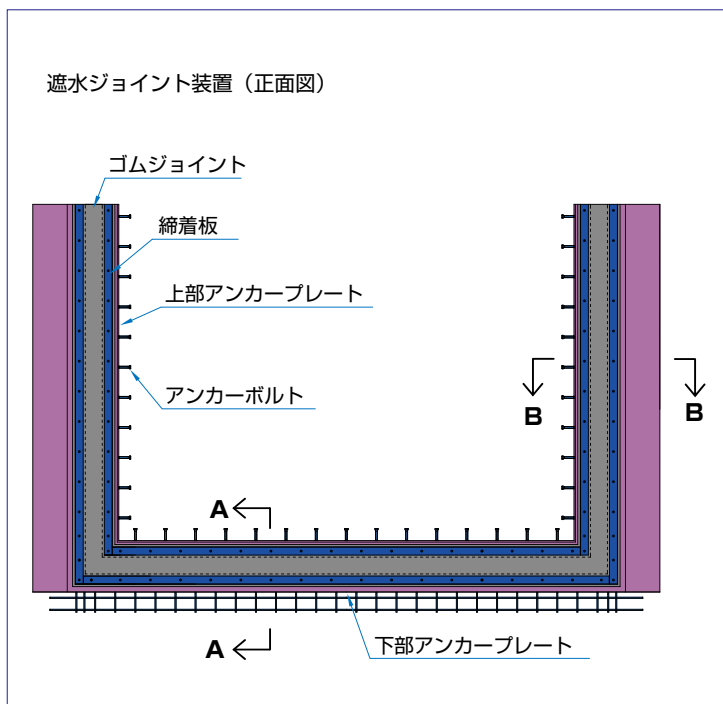 遮水ジョイント装置（正面図）
ゴムジョイント
締着板
上部アンカープレート
アンカーボルト
B
B
A
A
下部アンカープレート